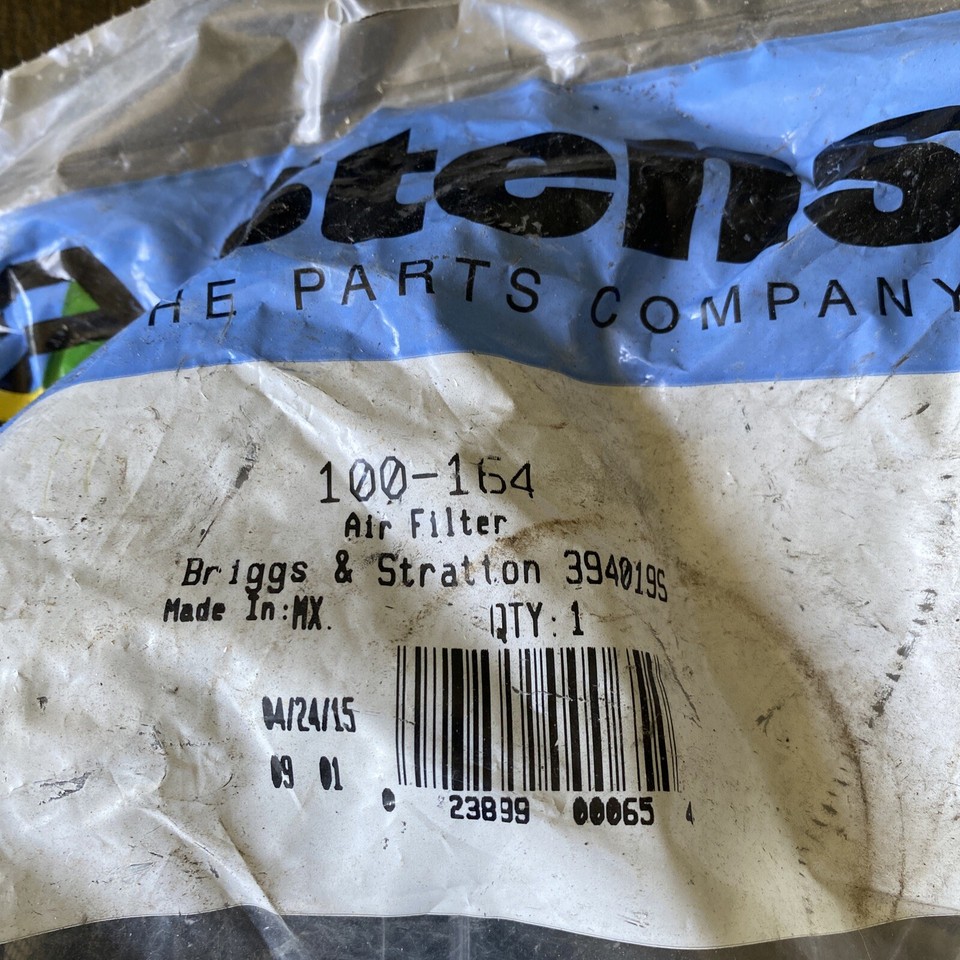 stens
HE PARTS COMPANY
100-164
Air Filter
Briggs & Stratton 394019S
Made In:MX. QTY: 1
04/24/15
09 01
0 23899 00065 4